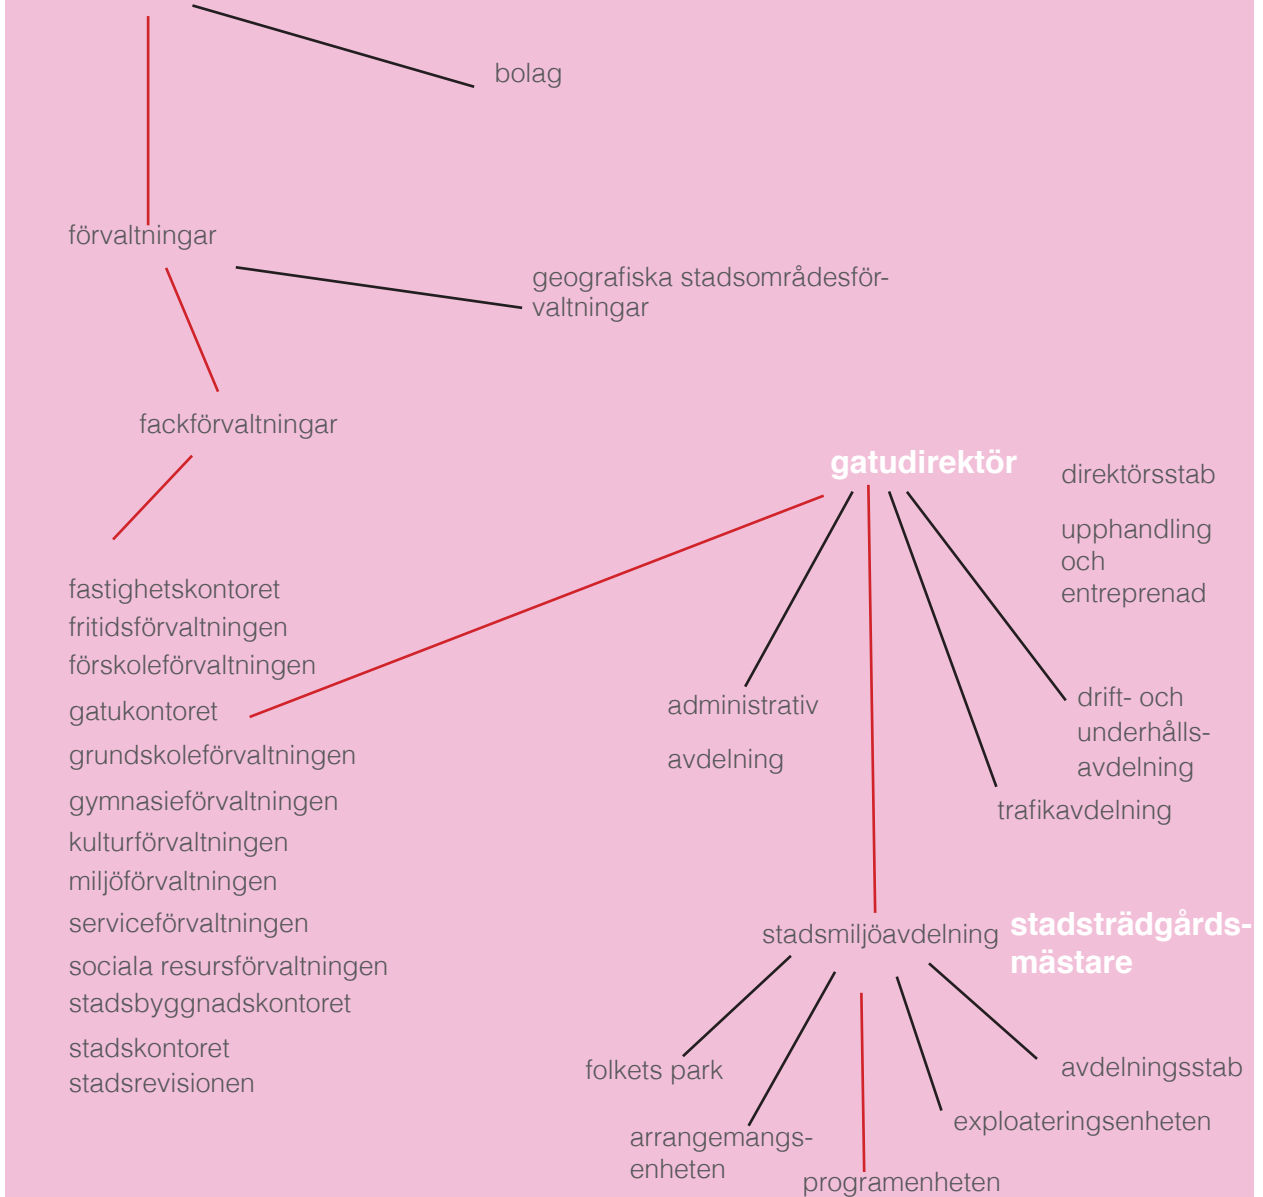 bolag
förvaltningar
geografiska stadsområdesför-
valtningar
fackförvaltningar
gatudirektör
direktörsstab
upphandling
och
entreprenad
fastighetskontoret
fritidsförvaltningen
förskoleförvaltningen
gatukontoret
grundskoleförvaltningen
gymnasieförvaltningen
kulturförvaltningen
miljöförvaltningen
serviceförvaltningen
sociala resursförvaltningen
stadsbyggnadskontoret
stadskontoret
stadsrevisionen
administrativ
avdelning
drift- och
underhålls-
avdelning
trafikavdelning
stadsmiljöavdelning
stadsträdgårds-
mästare
folkets park
arrangemangs-
enheten
programenheten
exploateringsenheten
avdelningsstab